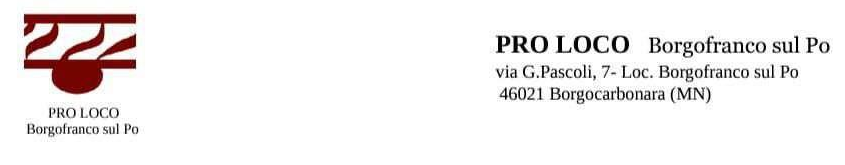 PRO LOCO
Borgofranco sul Po
PRO LOCO Borgofranco sul Po
via G.Pascoli, 7- Loc. Borgofranco sul Po
46021 Borgocarbonara (MN)